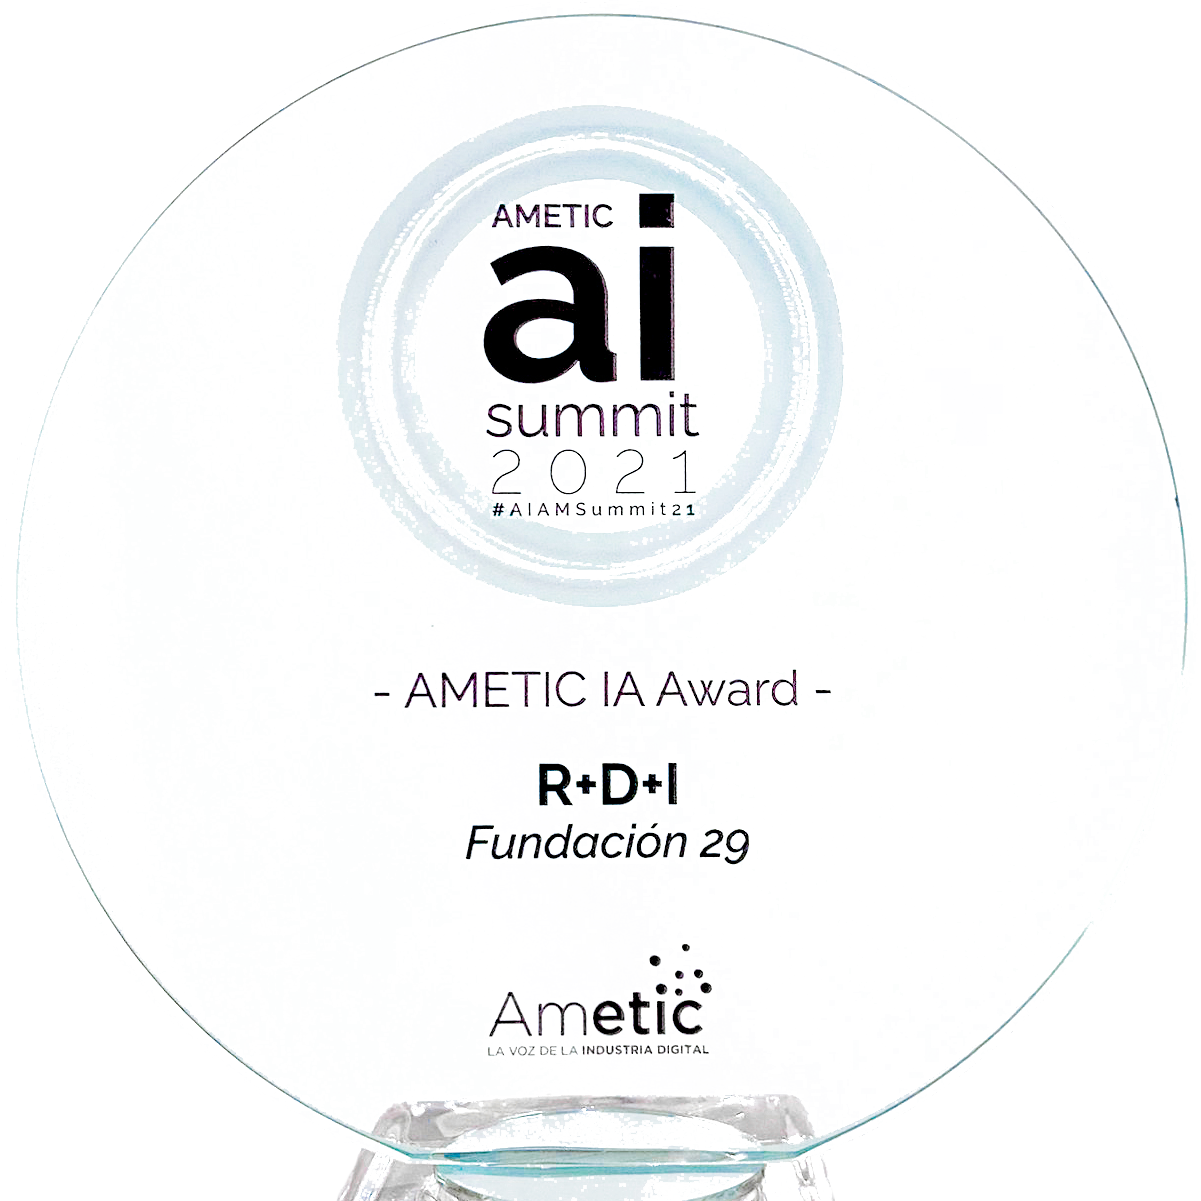 AMETIC
ai
summit
2021
#AIAMSummit21
- AMETIC IA Award -
R+D+I
Fundación 29
Ametic
LA VOZ DE LA INDUSTRIA DIGITAL